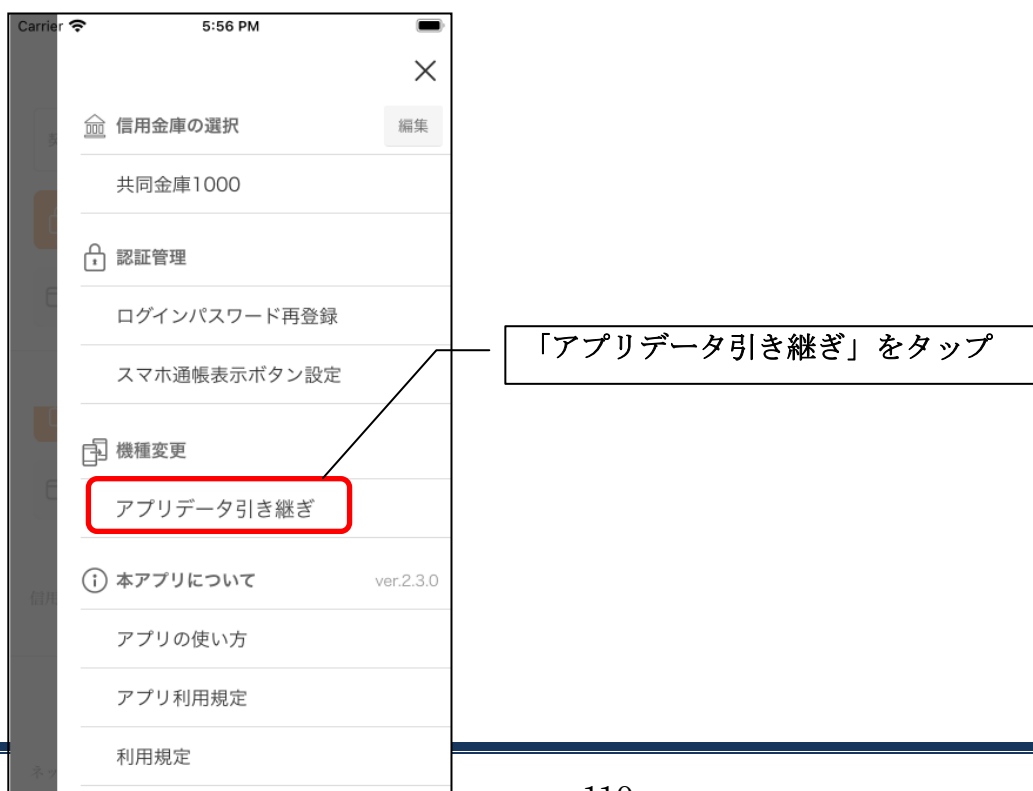 Carrier 5:56 PM
信用金庫の選択 編集
共同金庫1000
認証管理
ログインパスワード再登録
スマホ通帳表示ボタン設定
「アプリデータ引き継ぎ」をタップ
機種変更
アプリデータ引き継ぎ
本アプリについて ver.2.3.0
信用
アプリの使い方
アプリ利用規定
利用規定
ネッ